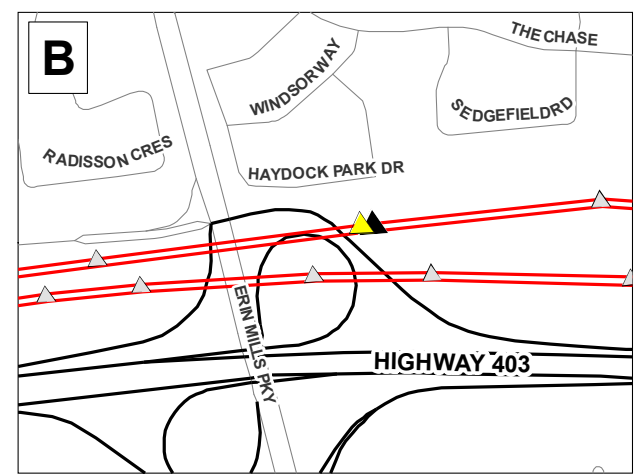 B
THE CHASE
WINDSORWAY
SEDGEFIELDRD
RADISSON CRES
HAYDOCK PARK DR
ERIN MILLS PKY
HIGHWAY 403